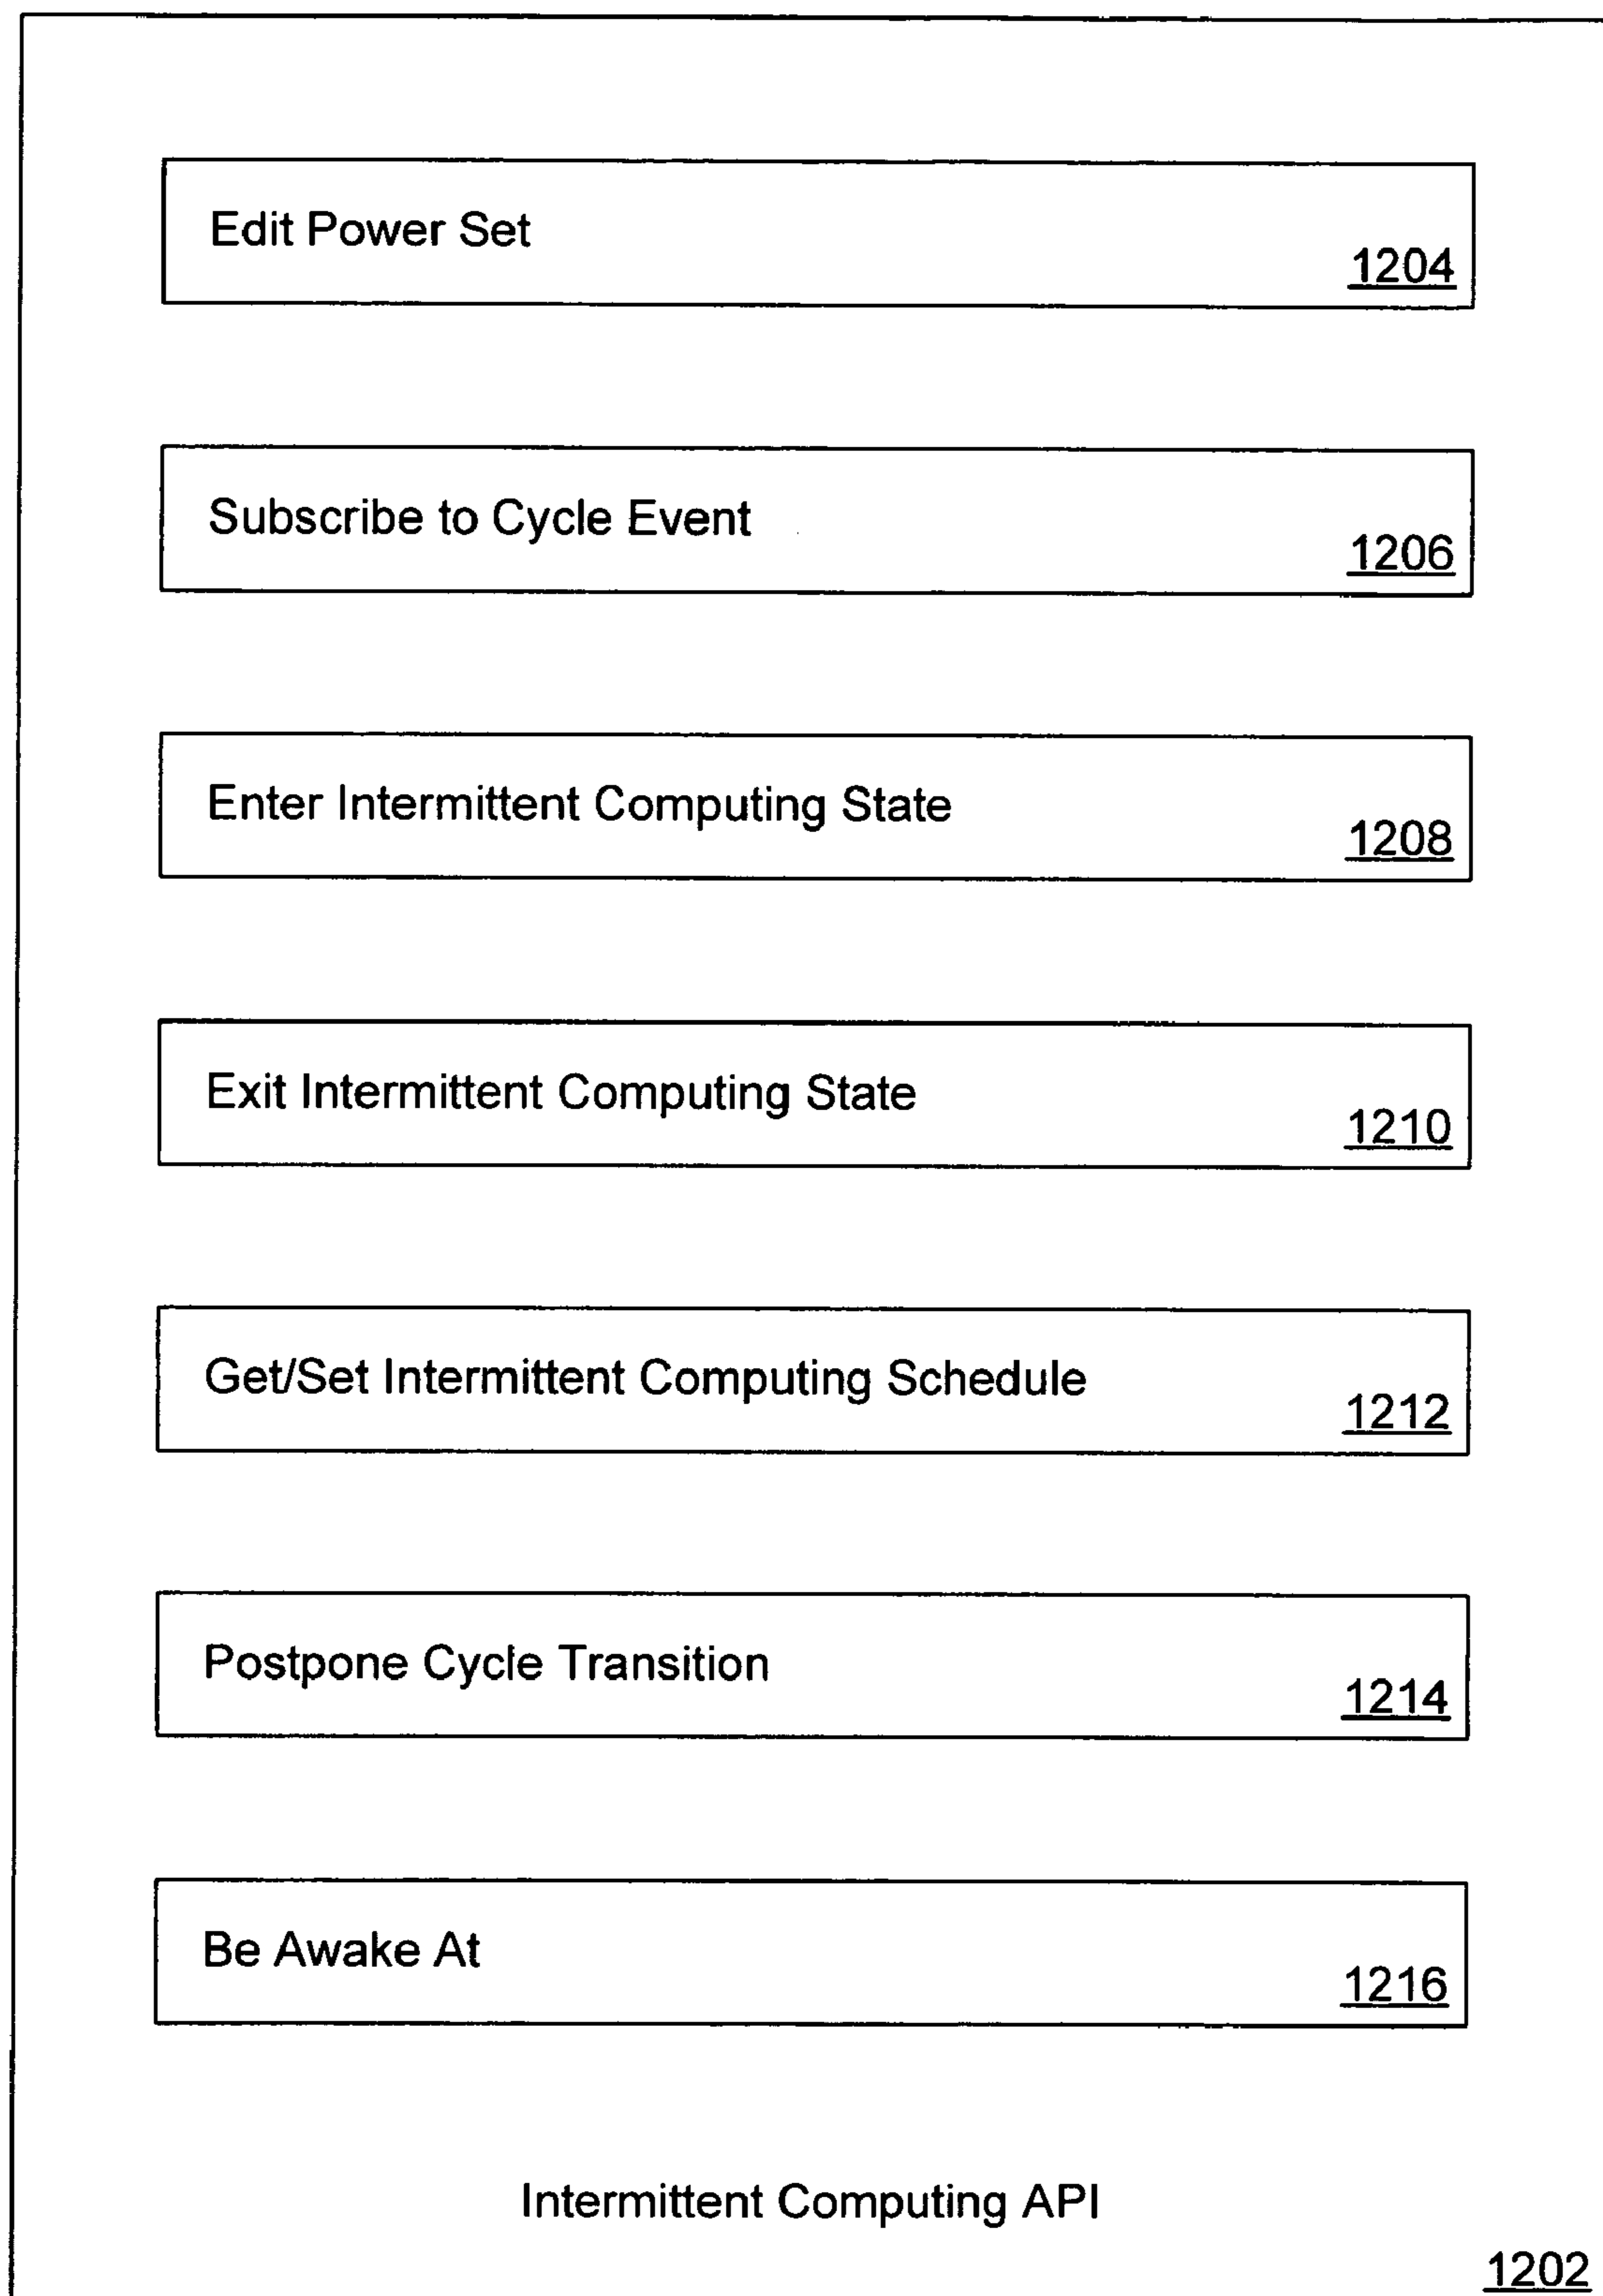 Edit Power Set
1204
Subscribe to Cycle Event
1206
Enter Intermittent Computing State
1208
Exit Intermittent Computing State
1210
Get/Set Intermittent Computing Schedule
1212
Postpone Cycle Transition
1214
Be Awake At
1216
Intermittent Computing API
1202